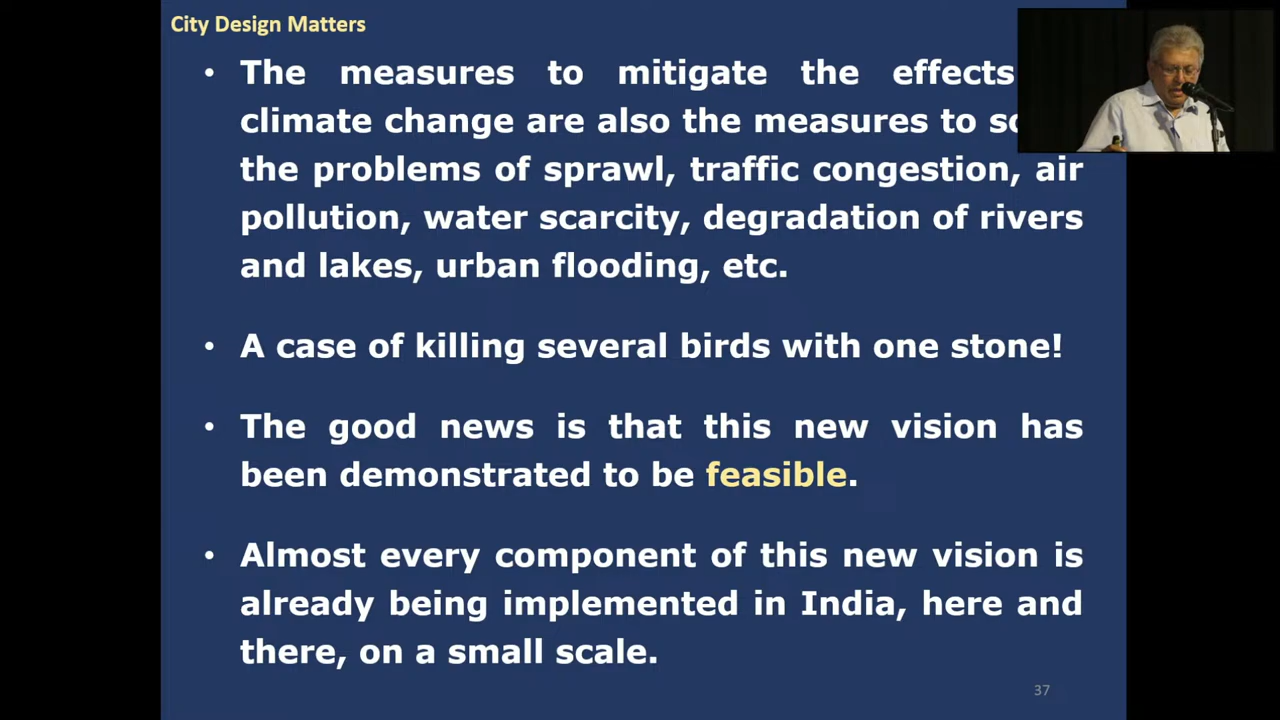 City Design Matters
• The measures to mitigate the effects
climate change are also the measures to
the problems of sprawl, traffic congestion, air
pollution, water scarcity, degradation of rivers
and lakes, urban flooding, etc.
• A case of killing several birds with one stone!
• The good news is that this new vision has
been demonstrated to be feasible.
• Almost every component of this new vision is
already being implemented in India, here and
there, on a small scale.
37